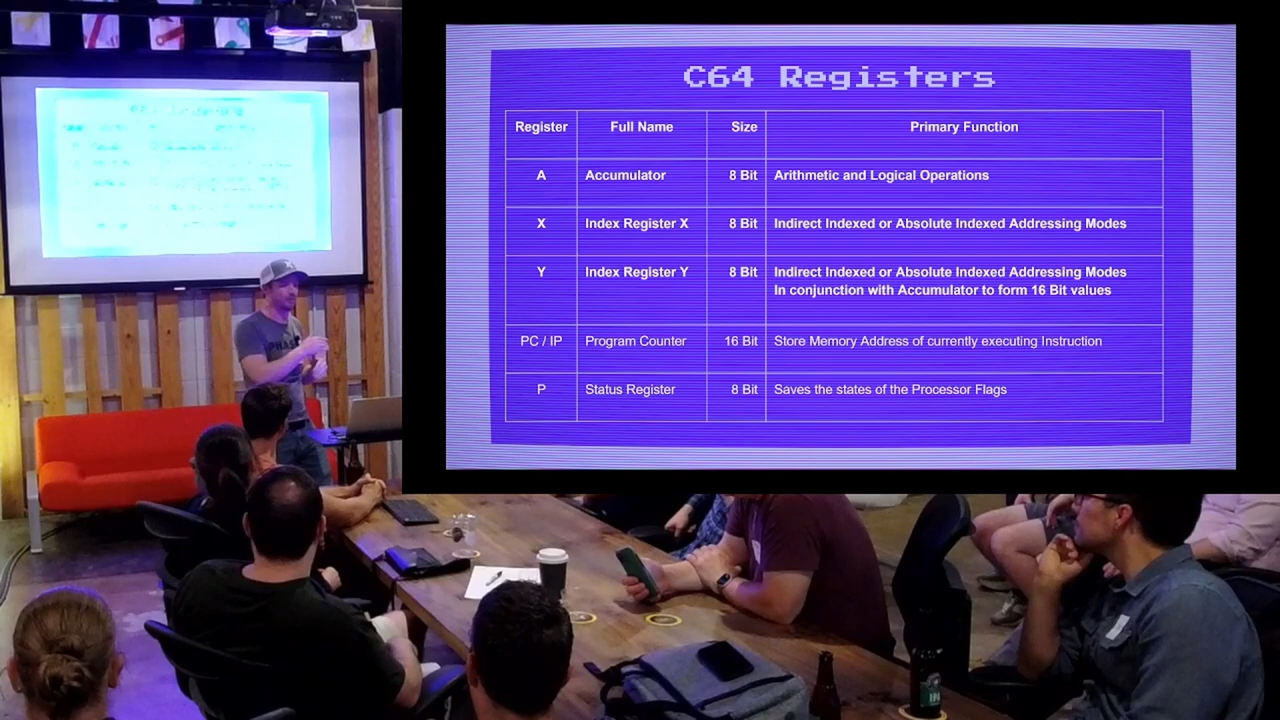 C64 Registers
Register Full Name Size Primary Function
A Accumulator 8 Bit Arithmetic and Logical Operations
X Index Register X 8 Bit Indirect Indexed or Absolute Indexed Addressing Modes
Y Index Register Y 8 Bit Indirect Indexed or Absolute Indexed Addressing Modes
In conjunction with Accumulator to form 16 Bit values
PC / IP Program Counter 16 Bit Store Memory Address of currently executing Instruction
P Status Register 8 Bit Saves the states of the Processor Flags
IPA